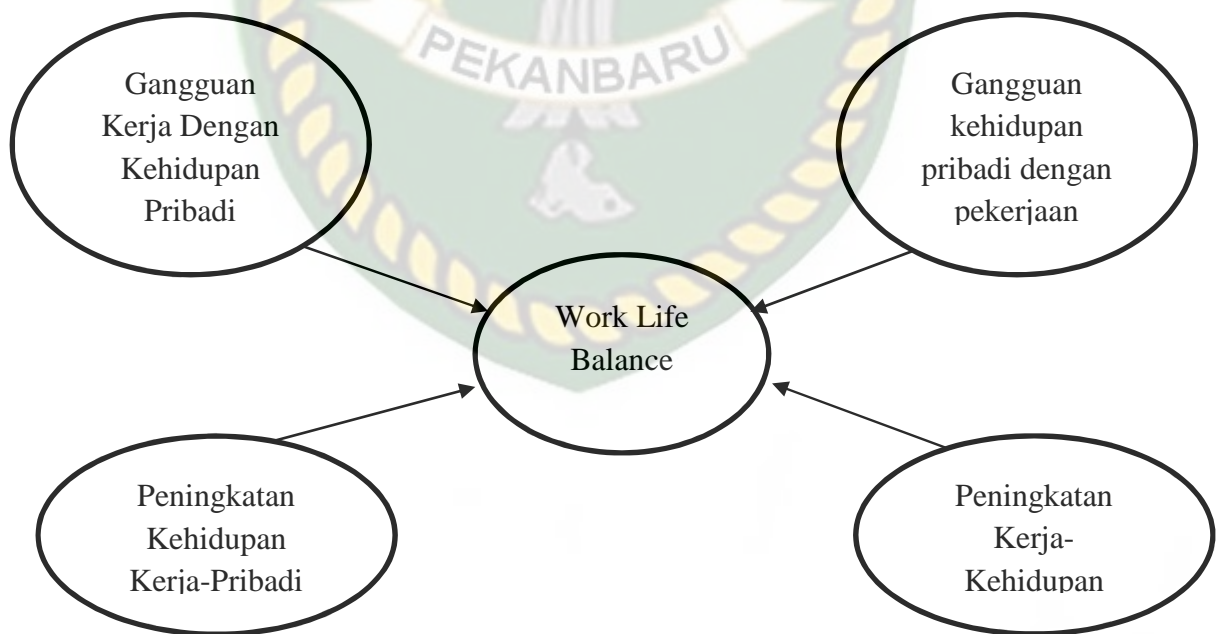 PEKANBARU
Gangguan
Kerja Dengan
Kehidupan
Pribadi
Gangguan
kehidupan
pribadi dengan
pekerjaan
Work Life
Balance
Peningkatan
Kehidupan
Kerja-Pribadi
Peningkatan
Kerja-
Kehidupan